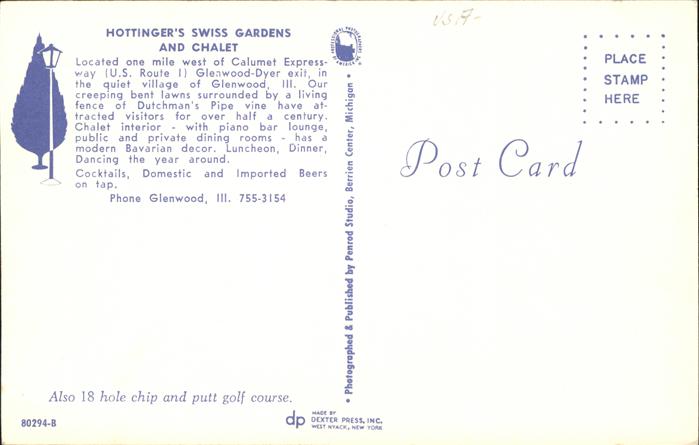 HOTTINGER'S SWISS GARDENS
AND CHALET
Located one mile west of Calumet Express-
way (U.S. Route 1) Glenwood-Dyer exit, in
the quiet village of Glenwood, Ill. Our
creeping bent lawns surrounded by a living
fence of Dutchman's Pipe vine have at-
tracted visitors for over half a century.
Chalet interior - with piano bar lounge,
public and private dining rooms - has a
modern Bavarian decor. Luncheon, Dinner,
Dancing the year around.
Cocktails, Domestic and Imported Beers
on tap.
Phone Glenwood, Ill. 755-3154
Also 18 hole chip and putt golf course.
80294-B
• Photographed & Published by Penrod Studio, Berrien Center, Michigan •
dp
MADE BY
DEXTER PRESS, INC.
WEST NYACK, NEW YORK
USA-
Post Card
PLACE
STAMP
HERE